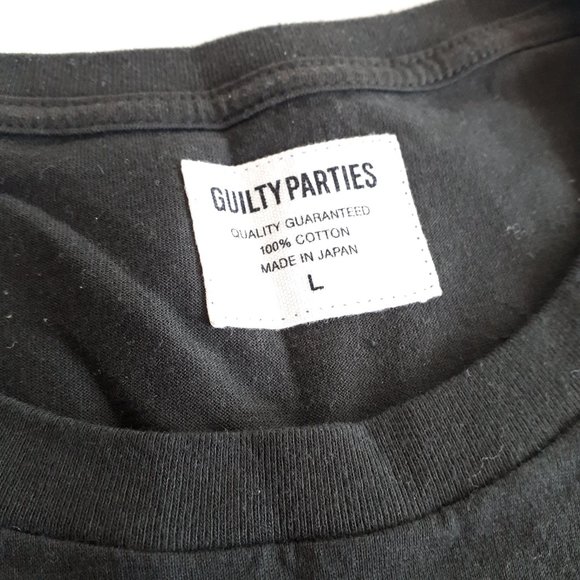 GUILTY PARTIES
QUALITY GUARANTEED
100% COTTON
MADE IN JAPAN
L